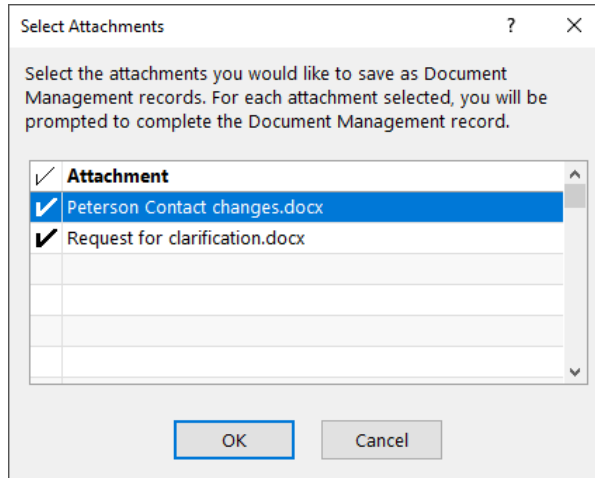 Select Attachments
Select the attachments you would like to save as Document
Management records. For each attachment selected, you will be
prompted to complete the Document Management record.
Attachment
Peterson Contact changes.docx
Request for clarification.docx
OK
Cancel